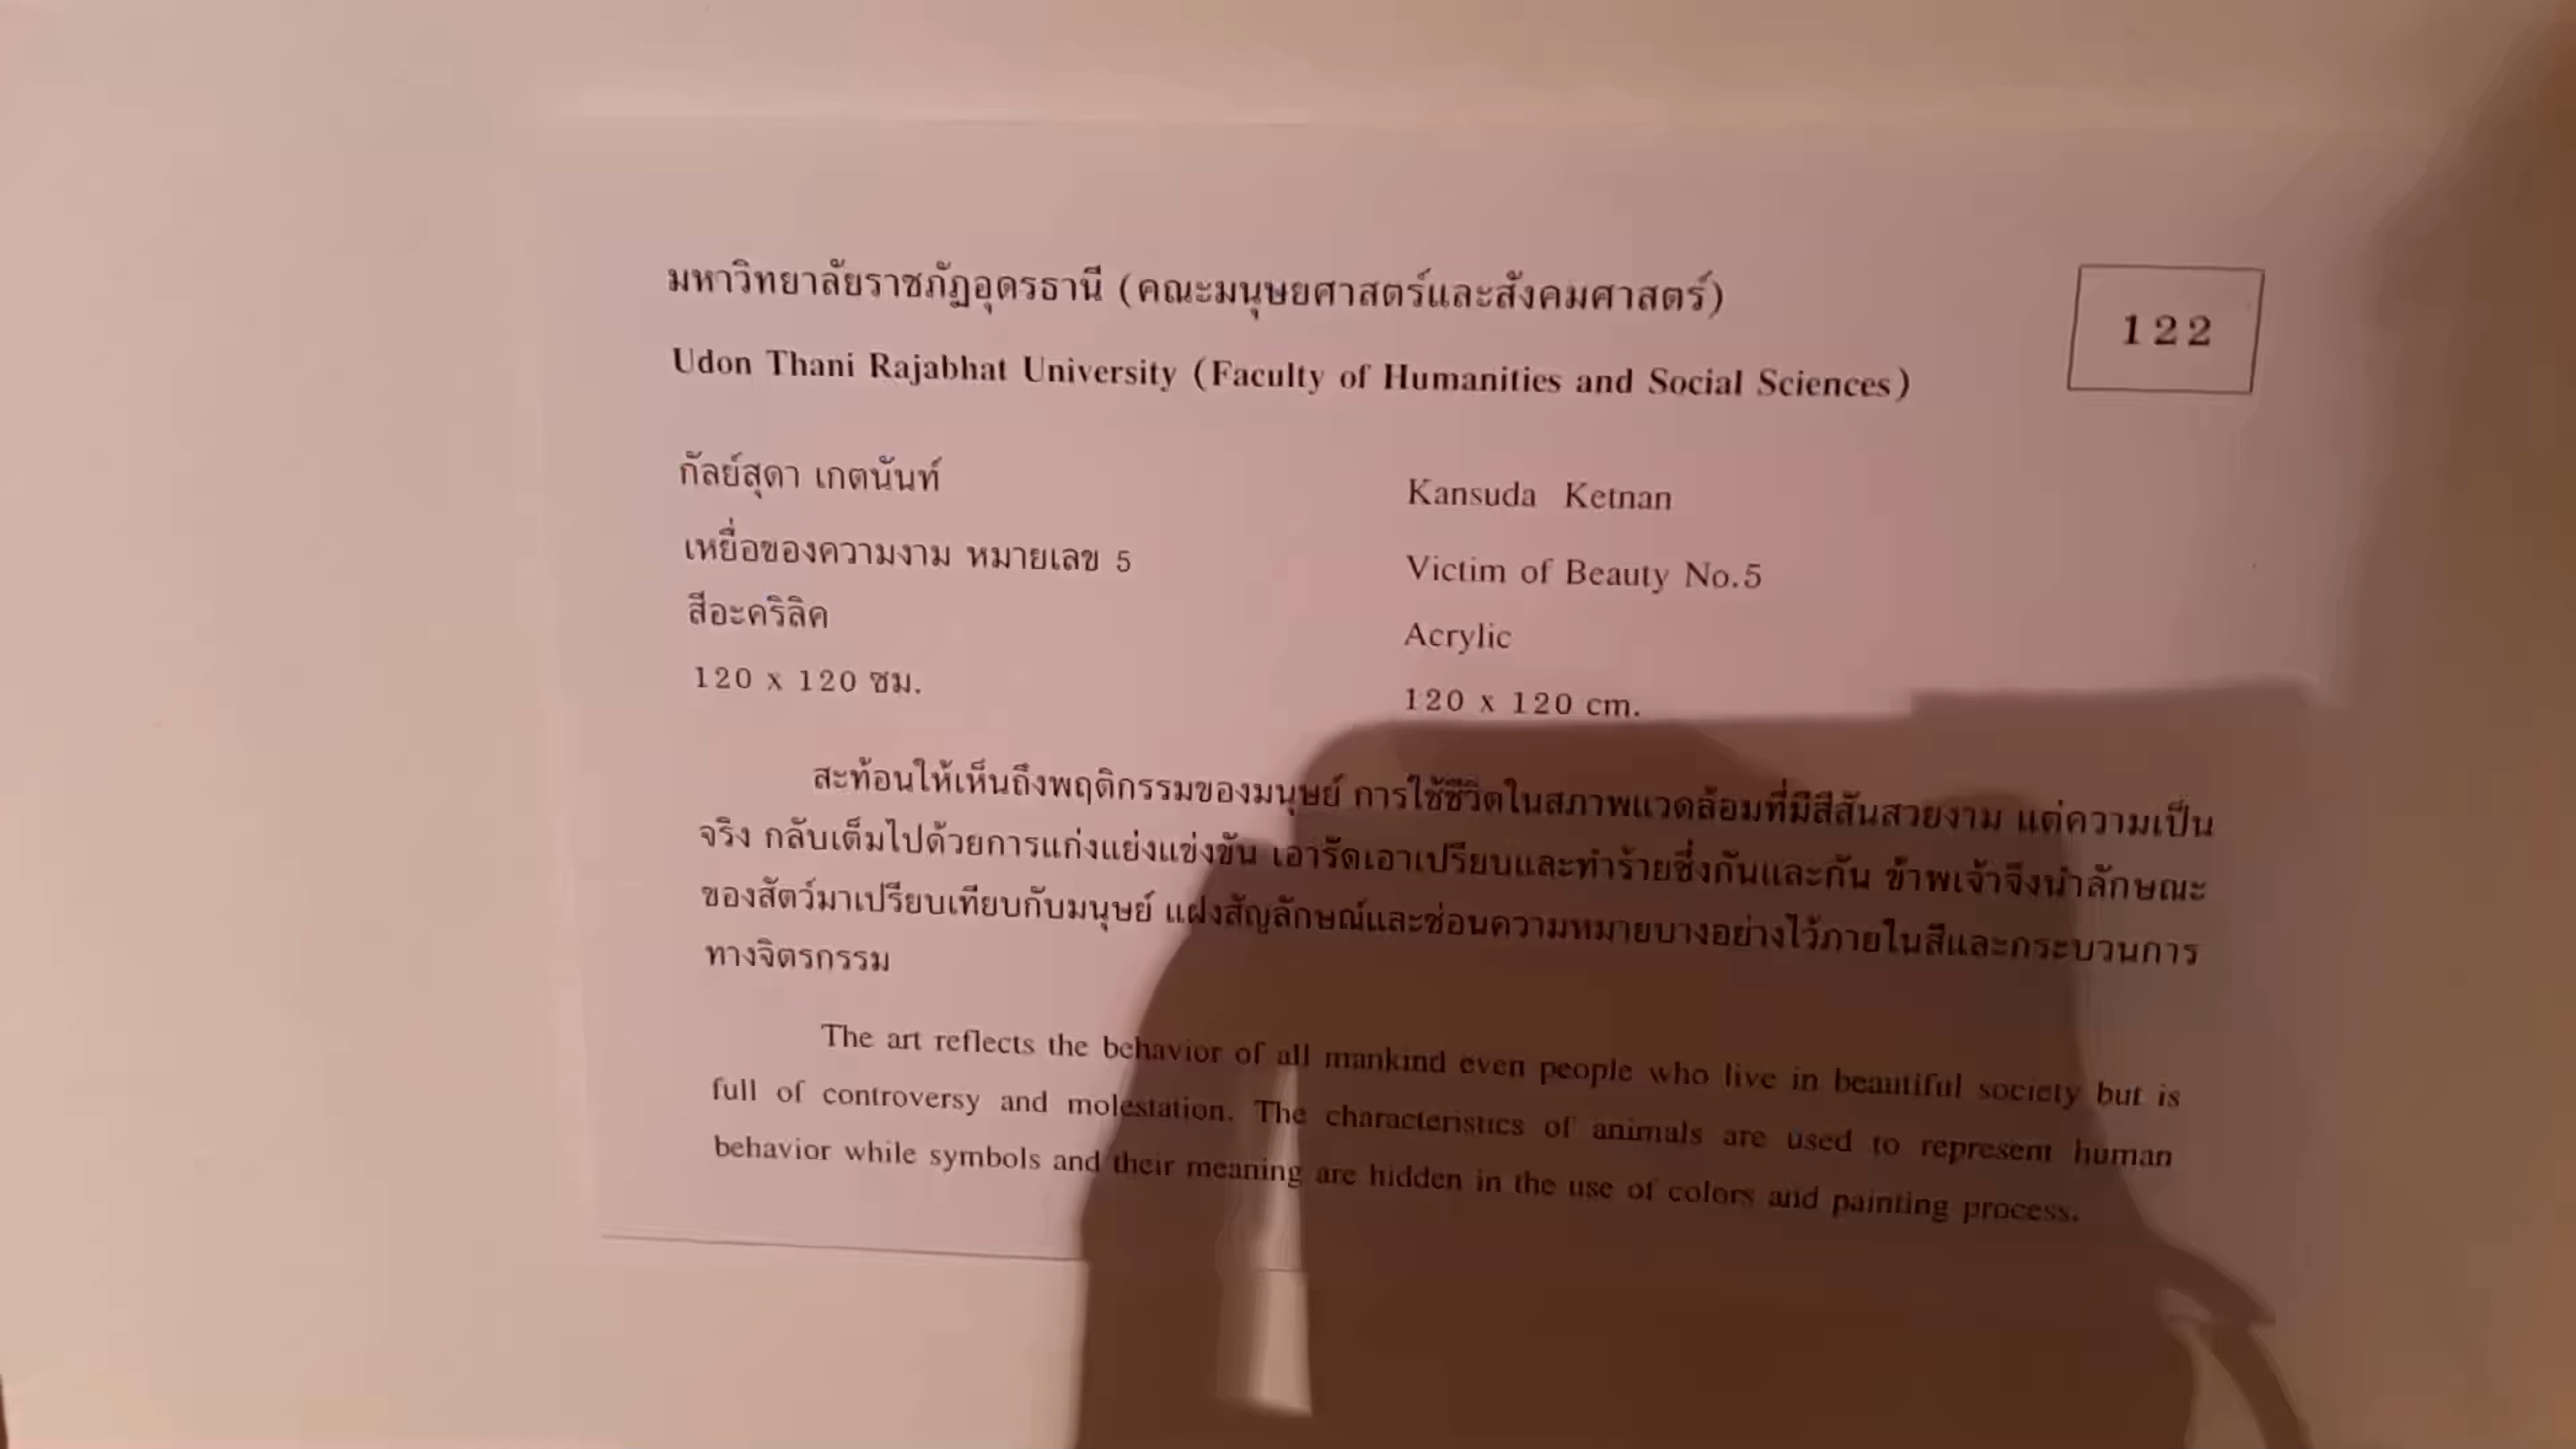 มหาวิทยาลัยราชภัฏอุดรธานี (คณะมนุษยศาสตร์และสังคมศาสตร์)
122
Udon Thani Rajabhat University (Faculty of Humanities and Social Sciences)
กัลย์สุดา เกตนันท์
Kansuda Ketnan
เหยื่อของความงาม หมายเลข 5
Victim of Beauty No.5
สีอะคริลิค
Acrylic
120 x 120 ซม.
120 x 120 cm.
สะท้อนให้เห็นถึงพฤติกรรมของมนุษย์ การใช้ชีวิตในสภาพแวดล้อมที่มีสีสันสวยงาม แต่ความเป็น
จริง กลับเต็มไปด้วยการแก่งแย่งแข่งขัน เอารัดเอาเปรียบและทำร้ายซึ่งกันและกัน ข้าพเจ้าจึงนำลักษณะ
ของสัตว์มาเปรียบเทียบกับมนุษย์ แฝงสัญลักษณ์และซ่อนความหมายบางอย่างไว้ภายในสีและกระบวนการ
ทางจิตรกรรม
The art reflects the behavior of all mankind even people who live in beautiful society but is
full of controversy and molestation. The characteristics of animals are used to represent human
behavior while symbols and their meaning are hidden in the use of colors and painting process.